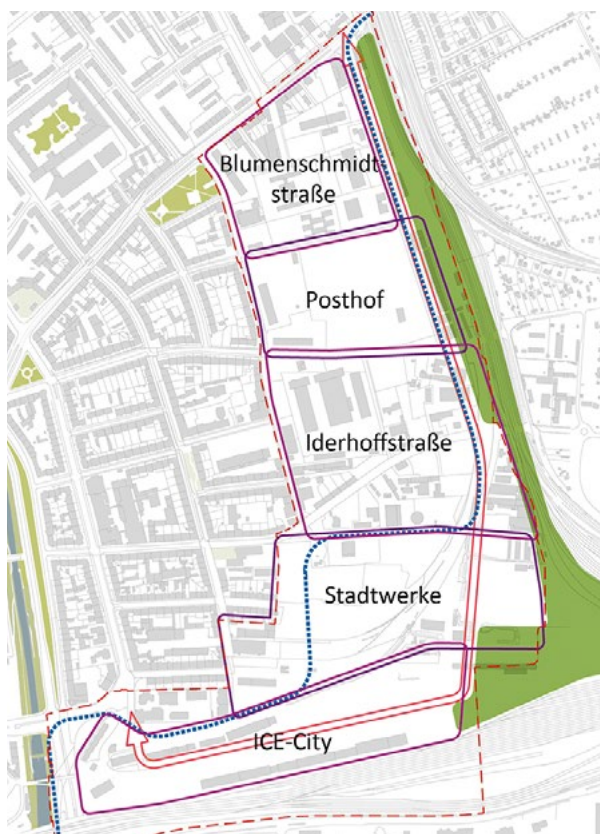 Blumenschmidt
straße
Posthof
Iderhoffstraße
Stadtwerke
ICE-City